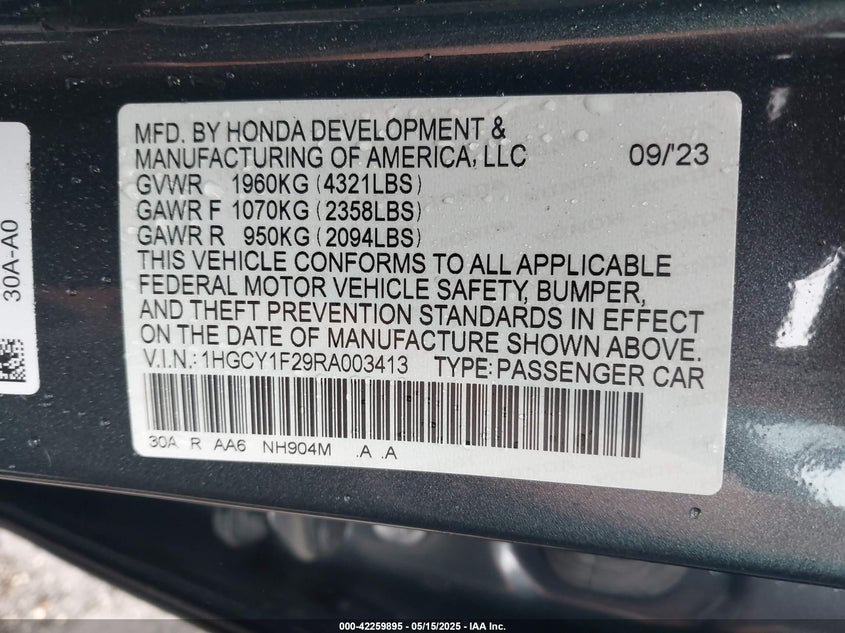 MFD. BY HONDA DEVELOPMENT &
MANUFACTURING OF AMERICA, LLC 09/'23
GVWR 1960KG (4321LBS)
GAWR F 1070KG (2358LBS)
GAWR R 950KG (2094LBS)
THIS VEHICLE CONFORMS TO ALL APPLICABLE
FEDERAL MOTOR VEHICLE SAFETY, BUMPER,
AND THEFT PREVENTION STANDARDS IN EFFECT
ON THE DATE OF MANUFACTURE SHOWN ABOVE.
V.I.N.: 1HGCY1F29RA003413 TYPE: PASSENGER CAR
30A R AA6 NH904M .A .A
30A-A0
000-42259895 - 05/15/2025 - IAA Inc.